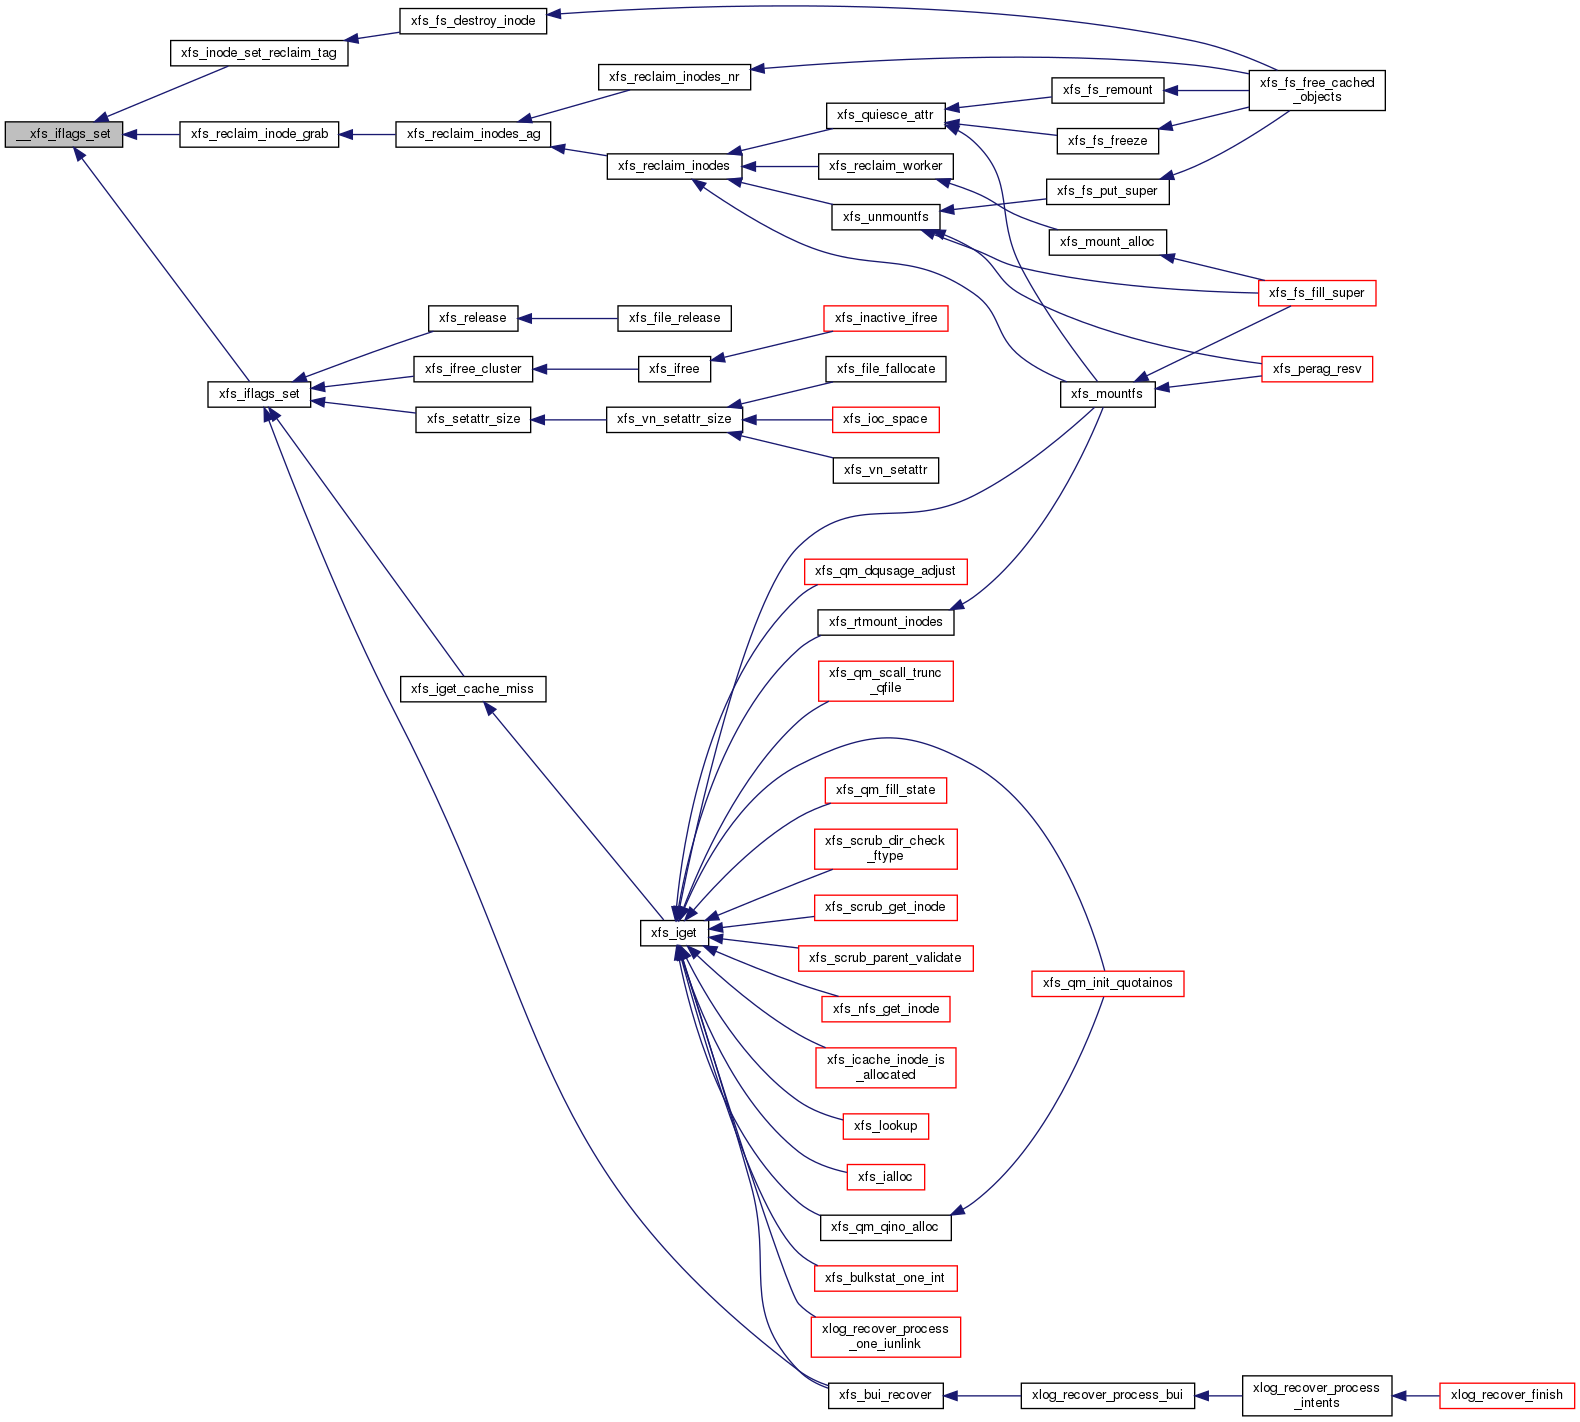 xfs_fs_destroy_inode
xfs_inode_set_reclaim_tag
xfs_reclaim_inodes_nr
xfs_fs_free_cached
_objects
xfs_fs_remount
xfs_quiesce_attr
__xfs_iflags_set
xfs_reclaim_inode_grab
xfs_reclaim_inodes_ag
xfs_fs_freeze
xfs_reclaim_inodes
xfs_reclaim_worker
xfs_fs_put_super
xfs_unmountfs
xfs_mount_alloc
xfs_fs_fill_super
xfs_release
xfs_file_release
xfs_inactive_ifree
xfs_ifree_cluster
xfs_ifree
xfs_file_fallocate
xfs_perag_resv
xfs_iflags_set
xfs_mountfs
xfs_setattr_size
xfs_vn_setattr_size
xfs_ioc_space
xfs_vn_setattr
xfs_qm_dqusage_adjust
xfs_rtmount_inodes
xfs_qm_scall_trunc
_qfile
xfs_iget_cache_miss
xfs_qm_fill_state
xfs_scrub_dir_check
_ftype
xfs_scrub_get_inode
xfs_iget
xfs_scrub_parent_validate
xfs_qm_init_quotainos
xfs_nfs_get_inode
xfs_icache_inode_is
_allocated
xfs_lookup
xfs_ialloc
xfs_qm_qino_alloc
xfs_bulkstat_one_int
xlog_recover_process
_one_iunlink
xfs_bui_recover
xlog_recover_process_bui
xlog_recover_process
_intents
xlog_recover_finish